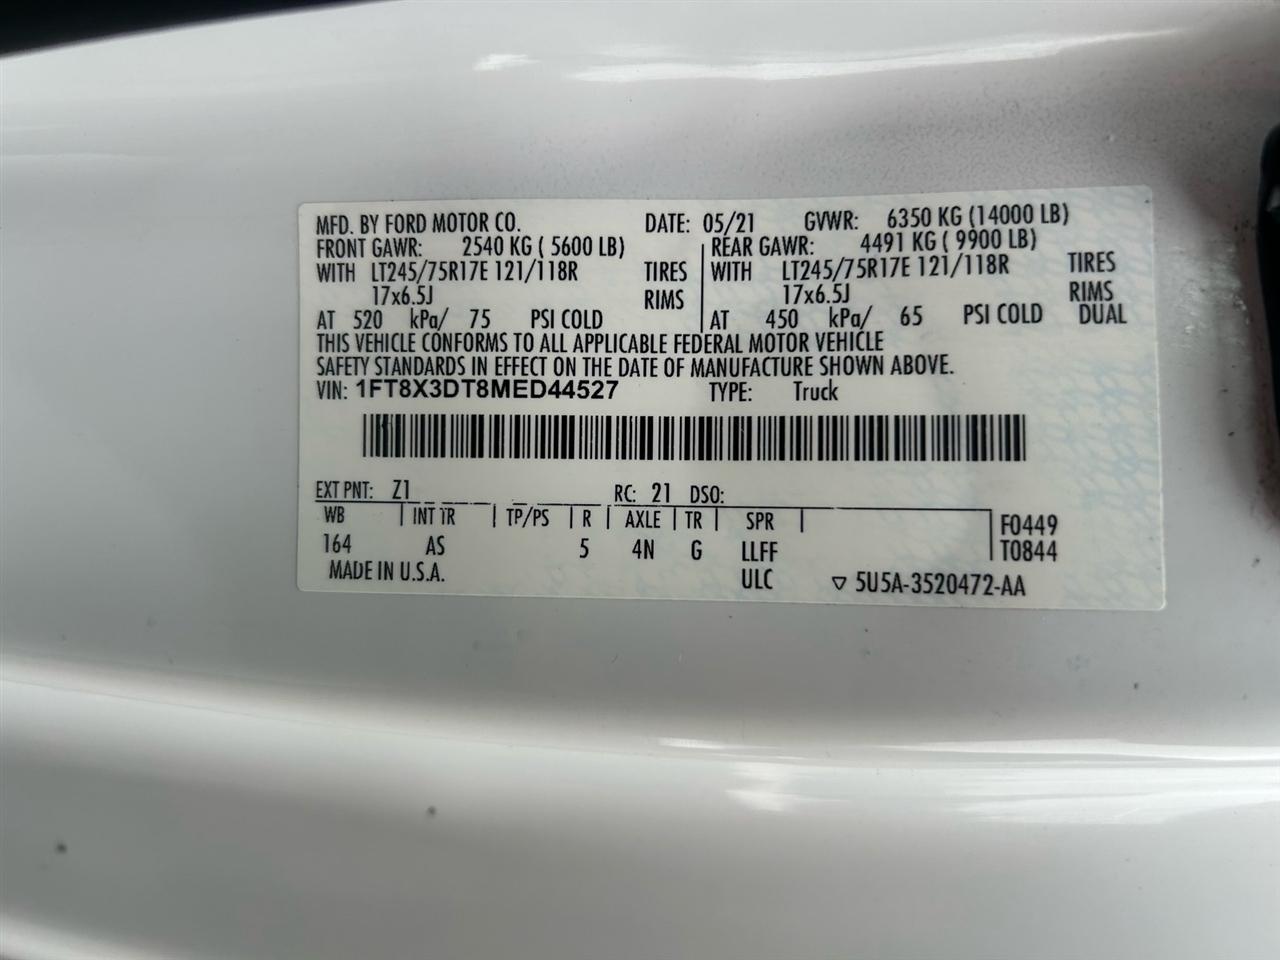 MFD. BY FORD MOTOR CO. DATE: 05/21 GVWR: 6350 KG (14000 LB)
FRONT GAWR: 2540 KG ( 5600 LB) REAR GAWR: 4491 KG ( 9900 LB)
WITH LT245/75R17E 121/118R TIRES WITH LT245/75R17E 121/118R TIRES
17x6.5J RIMS 17x6.5J RIMS
AT 520 kPa/ 75 PSI COLD AT 450 kPa/ 65 PSI COLD DUAL
THIS VEHICLE CONFORMS TO ALL APPLICABLE FEDERAL MOTOR VEHICLE
SAFETY STANDARDS IN EFFECT ON THE DATE OF MANUFACTURE SHOWN ABOVE.
VIN: 1FT8X3DT8MED44527 TYPE: Truck
EXT PNT: Z1 RC: 21 DSO:
WB INT TR TP/PS R AXLE TR SPR F0449
164 AS 5 4N G LLFF T0844
MADE IN U.S.A. ULC ▽ 5U5A-3520472-AA